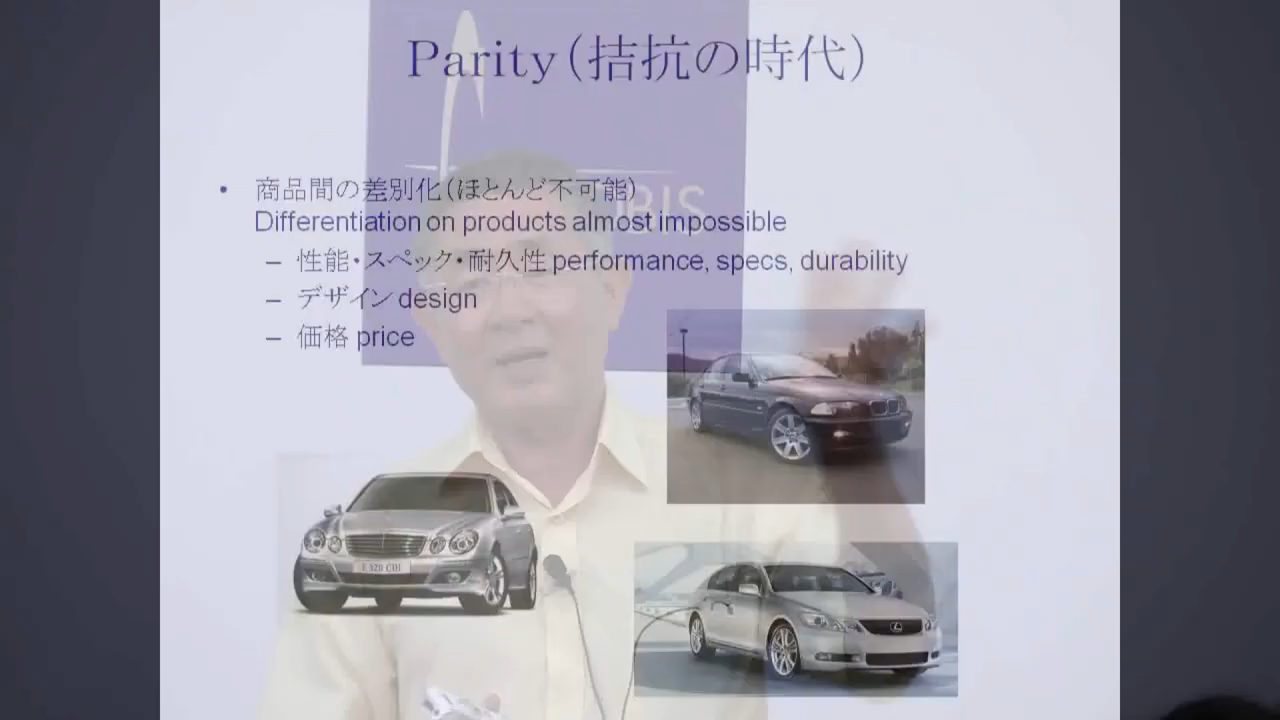 Parity（拮抗の時代）
• 商品間の差別化（ほとんど不可能）
Differentiation on products almost impossible
– 性能・スペック・耐久性 performance, specs, durability
– デザイン design
– 価格 price
E 320 CDI